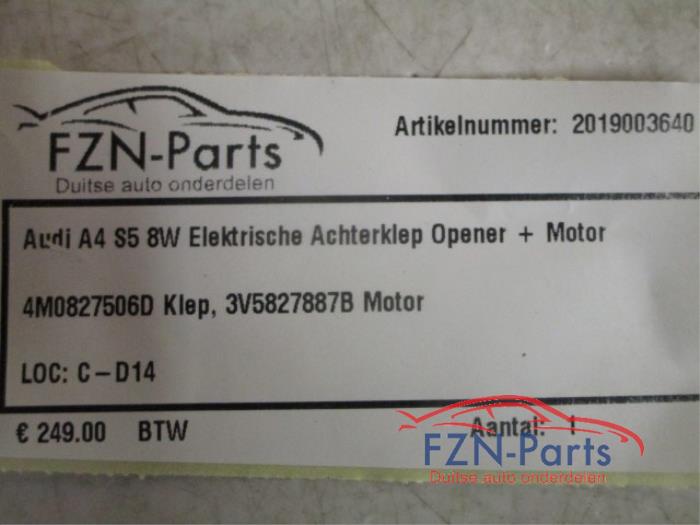 FZN-Parts
Duitse auto onderdelen
Artikelnummer: 2019003640
Audi A4 S5 8W Elektrische Achterklep Opener + Motor
4M0827506D Klep, 3V5827887B Motor
LOC: C-D14
€ 249.00 BTW
Aantal: 1
FZN-Parts
Duitse auto onderdelen